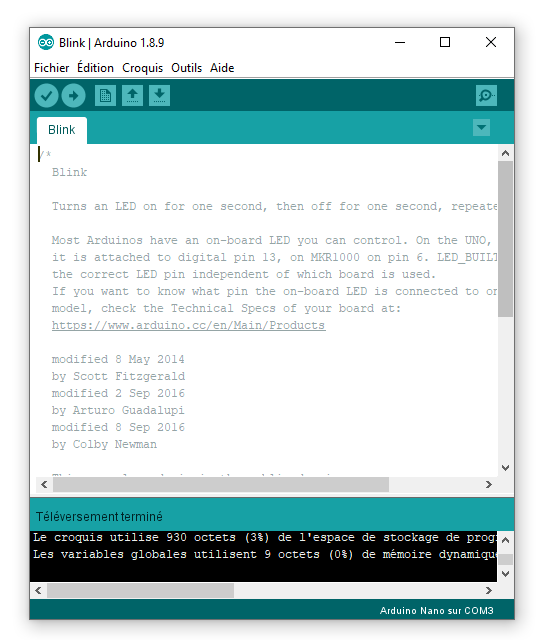 Blink | Arduino 1.8.9
Fichier Édition Croquis Outils Aide
Blink
/*
Blink
Turns an LED on for one second, then off for one second, repeate
Most Arduinos have an on-board LED you can control. On the UNO,
it is attached to digital pin 13, on MKR1000 on pin 6. LED_BUILT
the correct LED pin independent of which board is used.
If you want to know what pin the on-board LED is connected to on
model, check the Technical Specs of your board at:
https://www.arduino.cc/en/Main/Products
modified 8 May 2014
by Scott Fitzgerald
modified 2 Sep 2016
by Arturo Guadalupi
modified 8 Sep 2016
by Colby Newman
Téléversement terminé
Le croquis utilise 930 octets (3%) de l'espace de stockage de prog
Les variables globales utilisent 9 octets (0%) de mémoire dynamique
Arduino Nano sur COM3